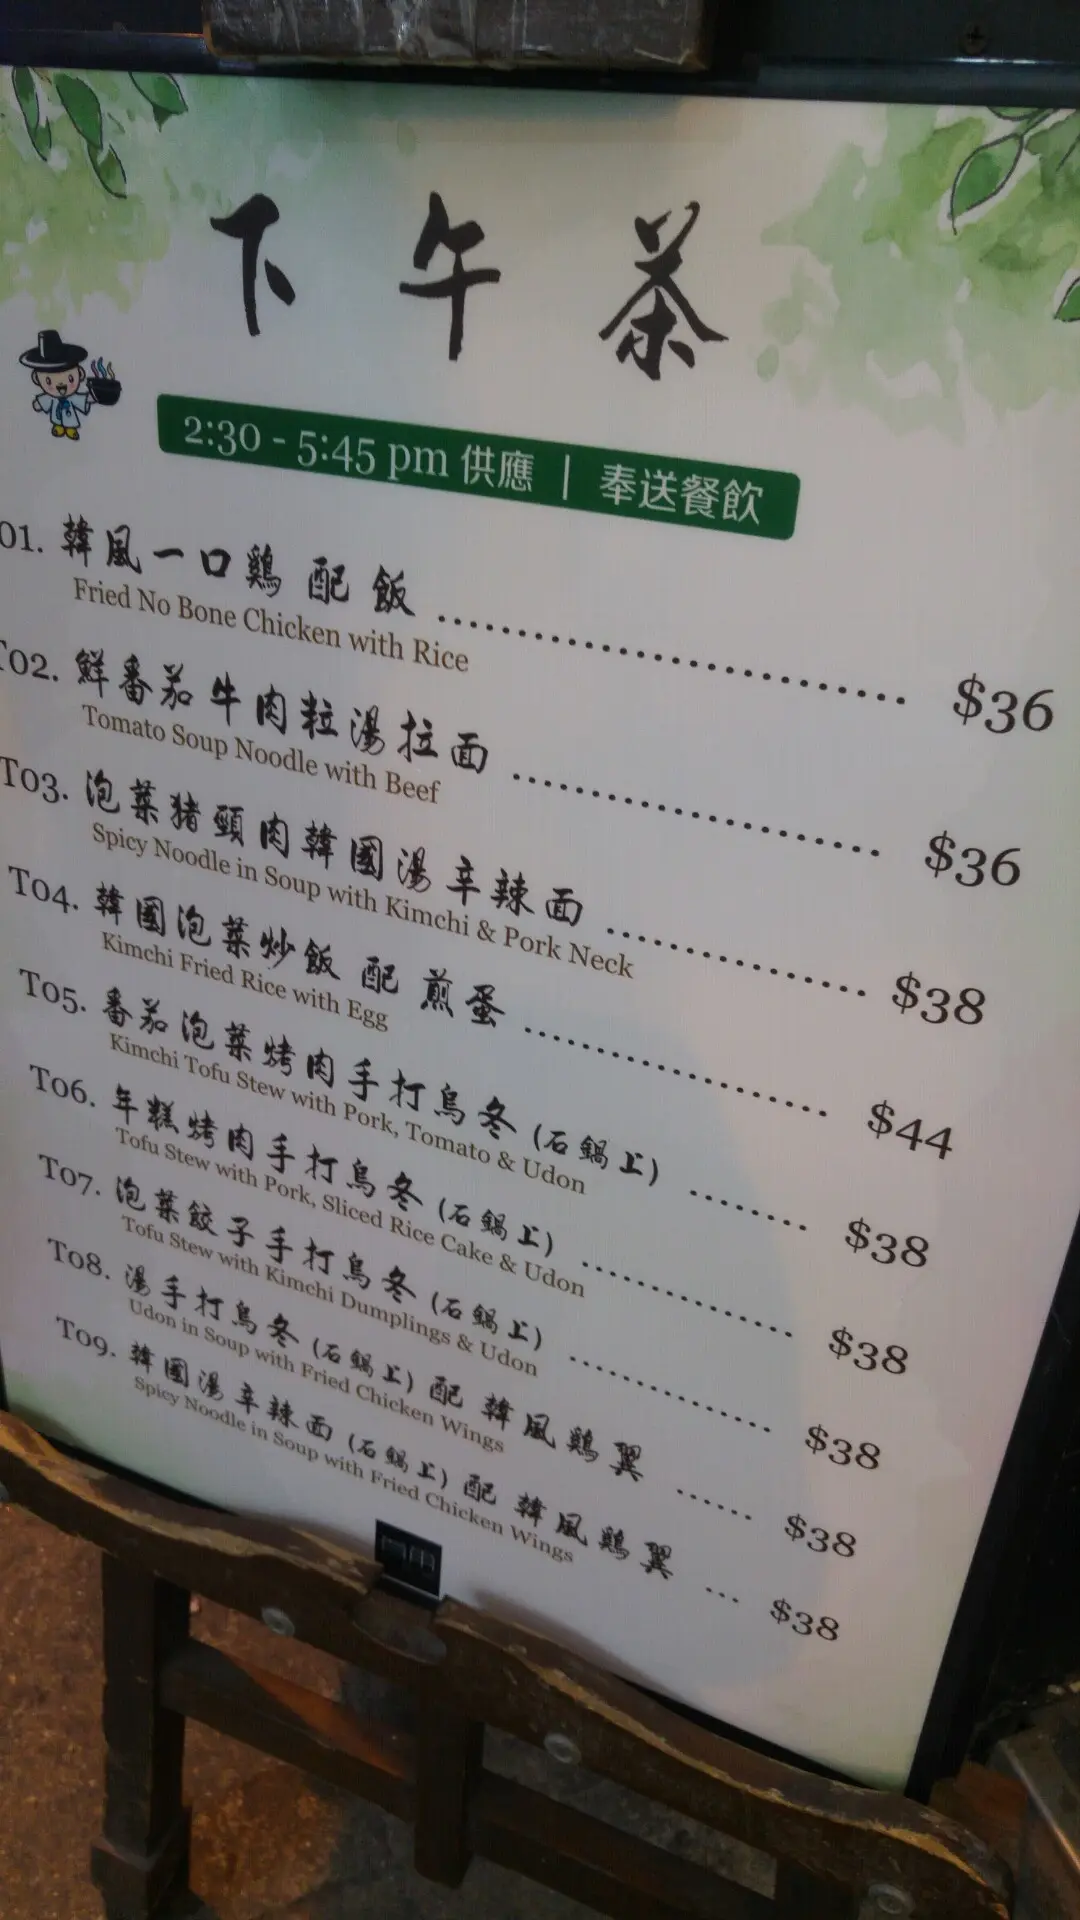 下午茶
2:30 - 5:45 pm 供應 | 奉送餐飲
01. 韓風一口鷄 配 飯 $36
Fried No Bone Chicken with Rice
T02. 鮮番茄牛肉粒湯拉面 $36
Tomato Soup Noodle with Beef
T03. 泡菜猪頸肉韓國湯辛辣面 $38
Spicy Noodle in Soup with Kimchi & Pork Neck
T04. 韓國泡菜炒飯 配 煎蛋 $44
Kimchi Fried Rice with Egg
T05. 番茄泡菜烤肉手打烏冬 (石鍋上) $38
Kimchi Tofu Stew with Pork, Tomato & Udon
T06. 年糕烤肉手打烏冬 (石鍋上) $38
Tofu Stew with Pork, Sliced Rice Cake & Udon
T07. 泡菜餃子手打烏冬 (石鍋上) $38
Tofu Stew with Kimchi Dumplings & Udon
T08. 湯手打烏冬 (石鍋上) 配 韓風鷄翼 $38
Udon in Soup with Fried Chicken Wings
T09. 韓國湯辛辣面 (石鍋上) 配 韓風鷄翼 $38
Spicy Noodle in Soup with Fried Chicken Wings